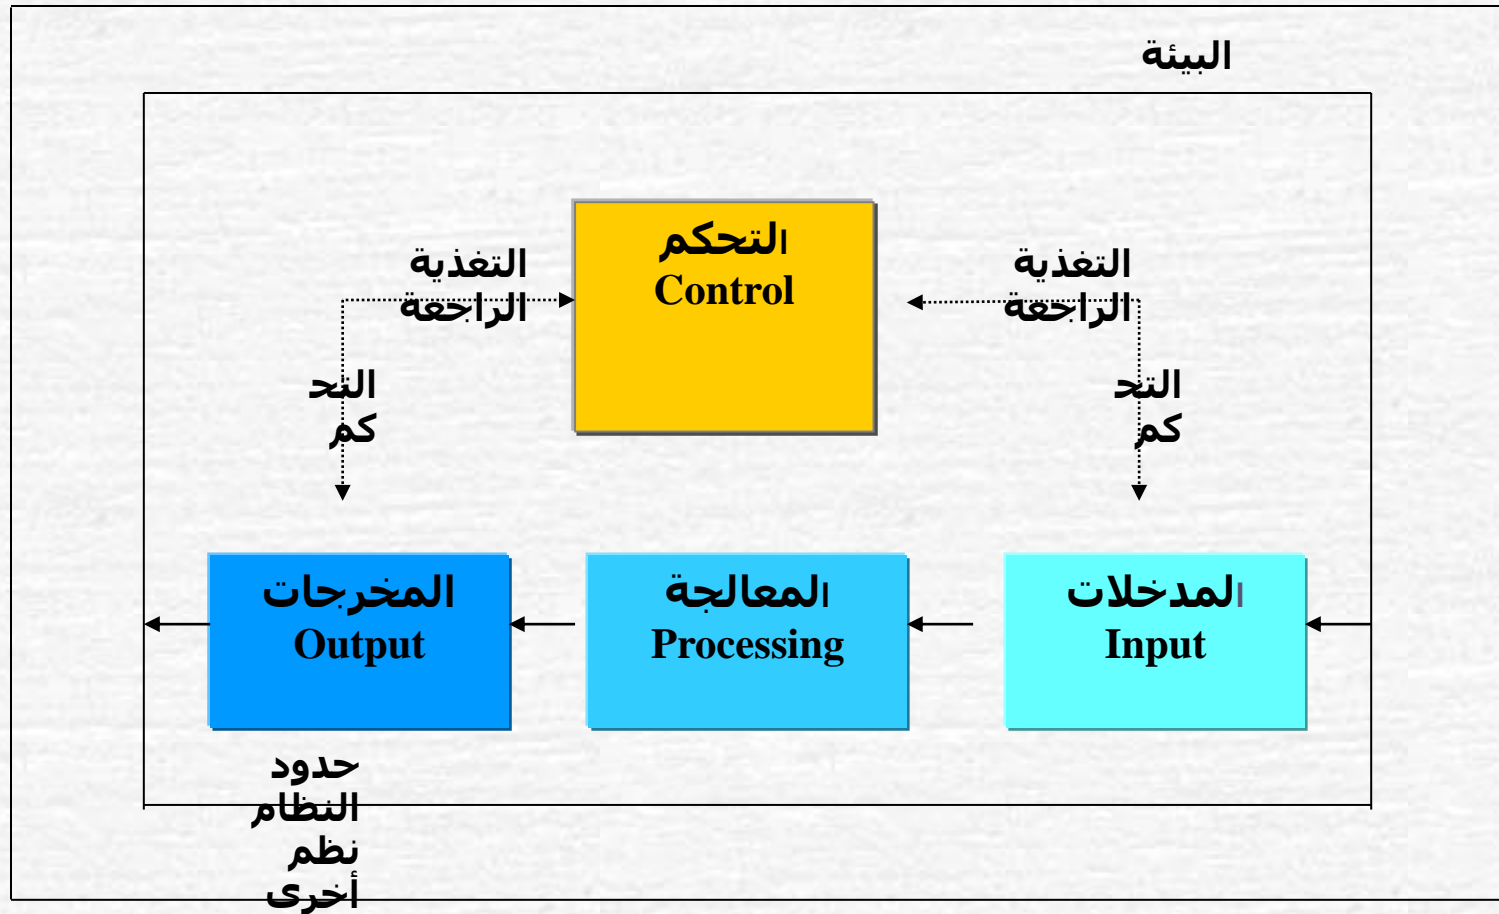 البيئة
التحكم
Control
التغذية
الراجعة
التغذية
الراجعة
التح
كم
التح
كم
المدخلات
Input
المعالجة
Processing
المخرجات
Output
حدود
النظام
نظم
أخرى